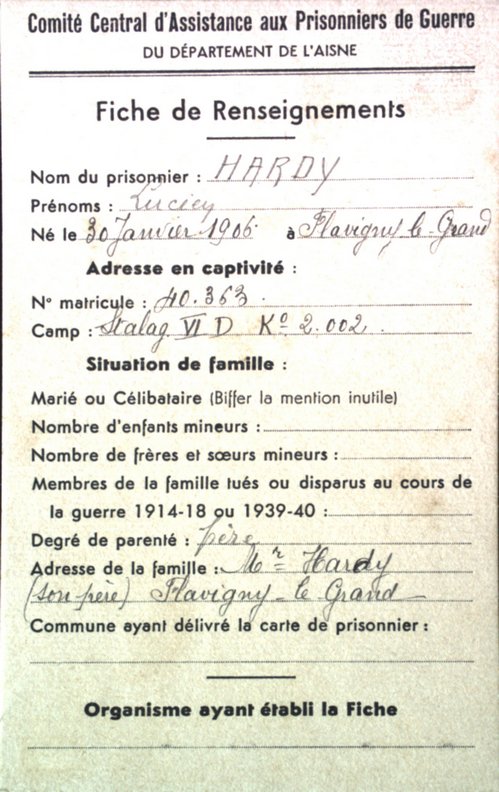 Comité Central d'Assistance aux Prisonniers de Guerre
DU DÉPARTEMENT DE L'AISNE
Fiche de Renseignements
Nom du prisonnier : HARDY
Prénoms : Lucien
Né le 30 Janvier 1906 à Flavigny le Grand
Adresse en captivité :
N° matricule : 40.363.
Camp : Stalag VI D K° 2.002.
Situation de famille :
Marié ou Célibataire (Biffer la mention inutile)
Nombre d'enfants mineurs :
Nombre de frères et sœurs mineurs :
Membres de la famille tués ou disparus au cours de
la guerre 1914-18 ou 1939-40 :
Degré de parenté : père
Adresse de la famille : Mr Hardy
(son père) Flavigny-le Grand-
Commune ayant délivré la carte de prisonnier :
Organisme ayant établi la Fiche